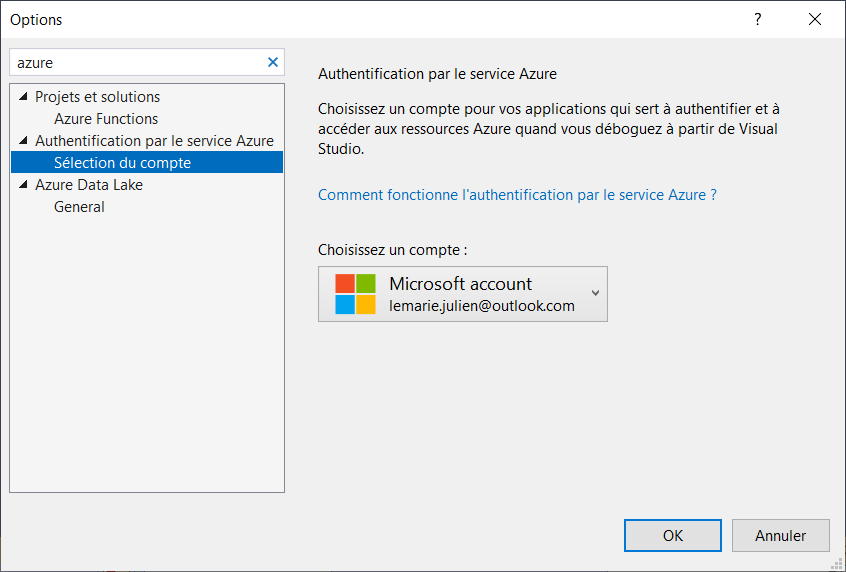 Options
?
azure
Projets et solutions
Azure Functions
Authentification par le service Azure
Sélection du compte
Azure Data Lake
General
Authentification par le service Azure
Choisissez un compte pour vos applications qui sert à authentifier et à
accéder aux ressources Azure quand vous déboguez à partir de Visual
Studio.
Comment fonctionne l'authentification par le service Azure ?
Choisissez un compte :
Microsoft account
lemarie.julien@outlook.com
OK
Annuler